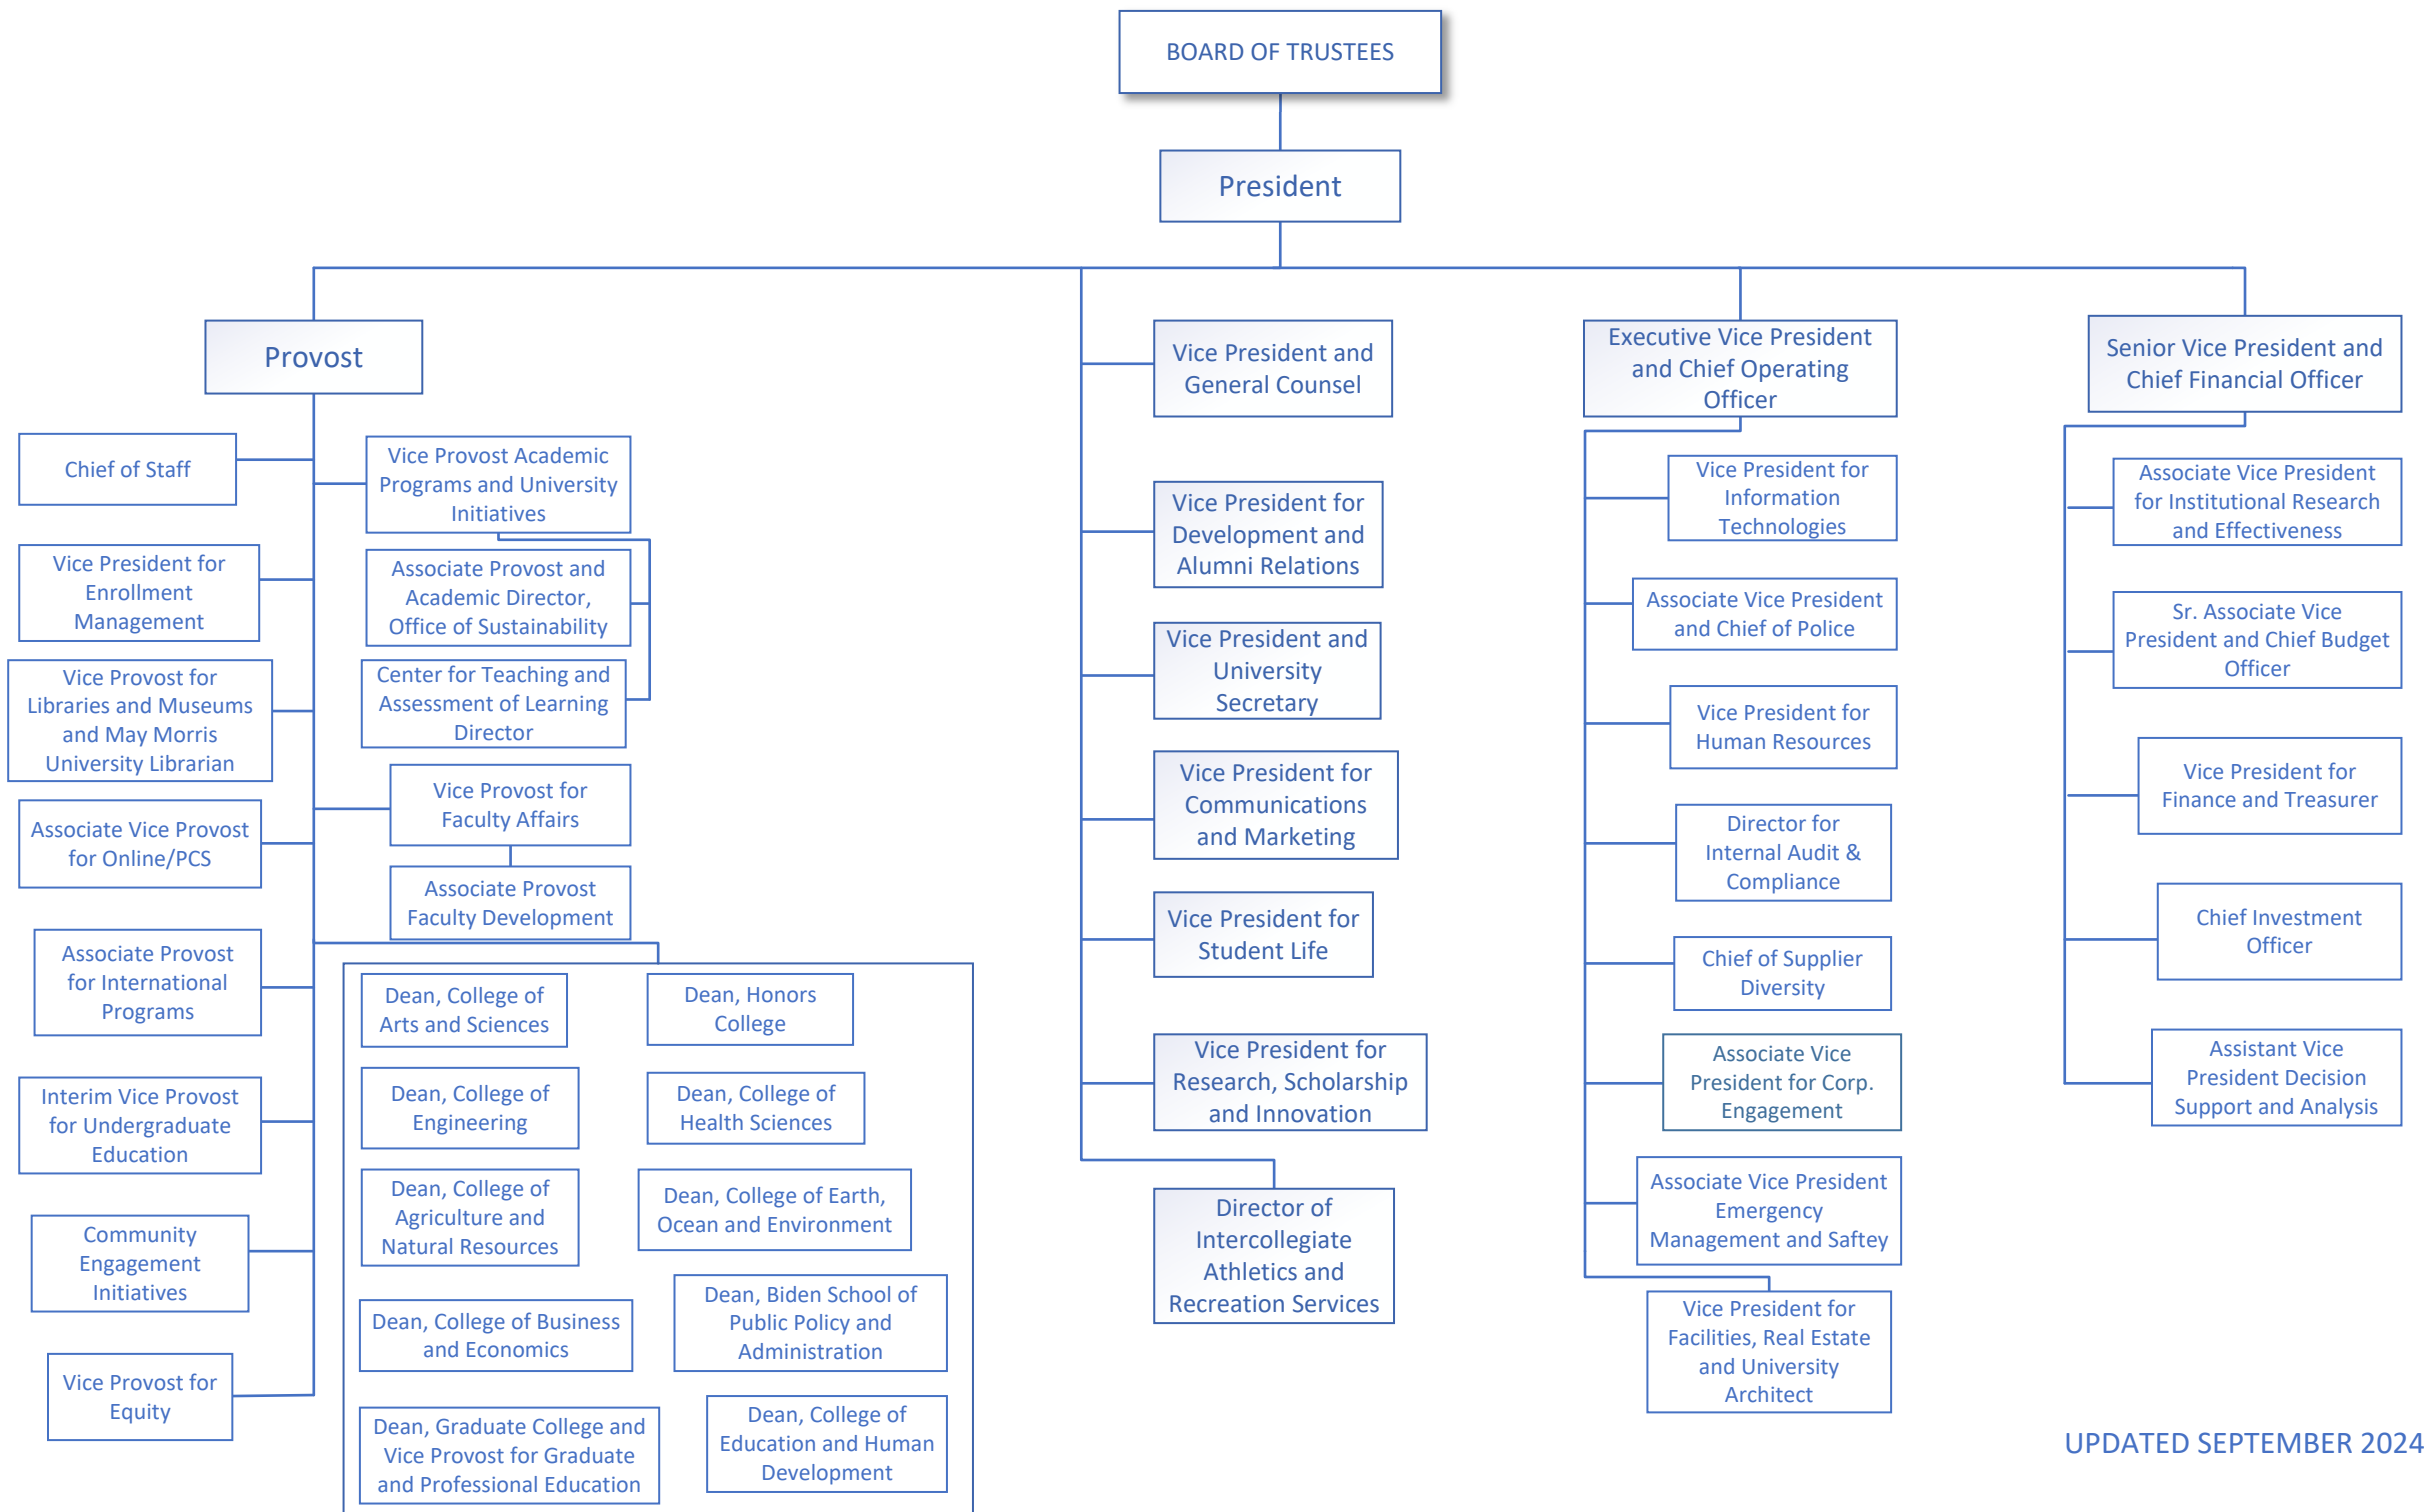 BOARD OF TRUSTEES
President
Provost
Chief of Staff
Vice President for
Enrollment
Management
Vice Provost for
Libraries and Museums
and May Morris
University Librarian
Associate Vice Provost
for Online/PCS
Associate Provost
for International
Programs
Interim Vice Provost
for Undergraduate
Education
Community
Engagement
Initiatives
Vice Provost for
Equity
Vice Provost Academic
Programs and University
Initiatives
Associate Provost and
Academic Director,
Office of Sustainability
Center for Teaching and
Assessment of Learning
Director
Vice Provost for
Faculty Affairs
Associate Provost
Faculty Development
Dean, College of
Arts and Sciences
Dean, Honors
College
Dean, College of
Engineering
Dean, College of
Health Sciences
Dean, College of
Agriculture and
Natural Resources
Dean, College of Earth,
Ocean and Environment
Dean, College of Business
and Economics
Dean, Biden School of
Public Policy and
Administration
Dean, Graduate College and
Vice Provost for Graduate
and Professional Education
Dean, College of
Education and Human
Development
Vice President and
General Counsel
Vice President for
Development and
Alumni Relations
Vice President and
University
Secretary
Vice President for
Communications
and Marketing
Vice President for
Student Life
Vice President for
Research, Scholarship
and Innovation
Director of
Intercollegiate
Athletics and
Recreation Services
Executive Vice President
and Chief Operating
Officer
Vice President for
Information
Technologies
Associate Vice President
and Chief of Police
Vice President for
Human Resources
Director for
Internal Audit &
Compliance
Chief of Supplier
Diversity
Associate Vice
President for Corp.
Engagement
Associate Vice President
Emergency
Management and Saftey
Vice President for
Facilities, Real Estate
and University
Architect
Senior Vice President and
Chief Financial Officer
Associate Vice President
for Institutional Research
and Effectiveness
Sr. Associate Vice
President and Chief Budget
Officer
Vice President for
Finance and Treasurer
Chief Investment
Officer
Assistant Vice
President Decision
Support and Analysis
UPDATED SEPTEMBER 2024